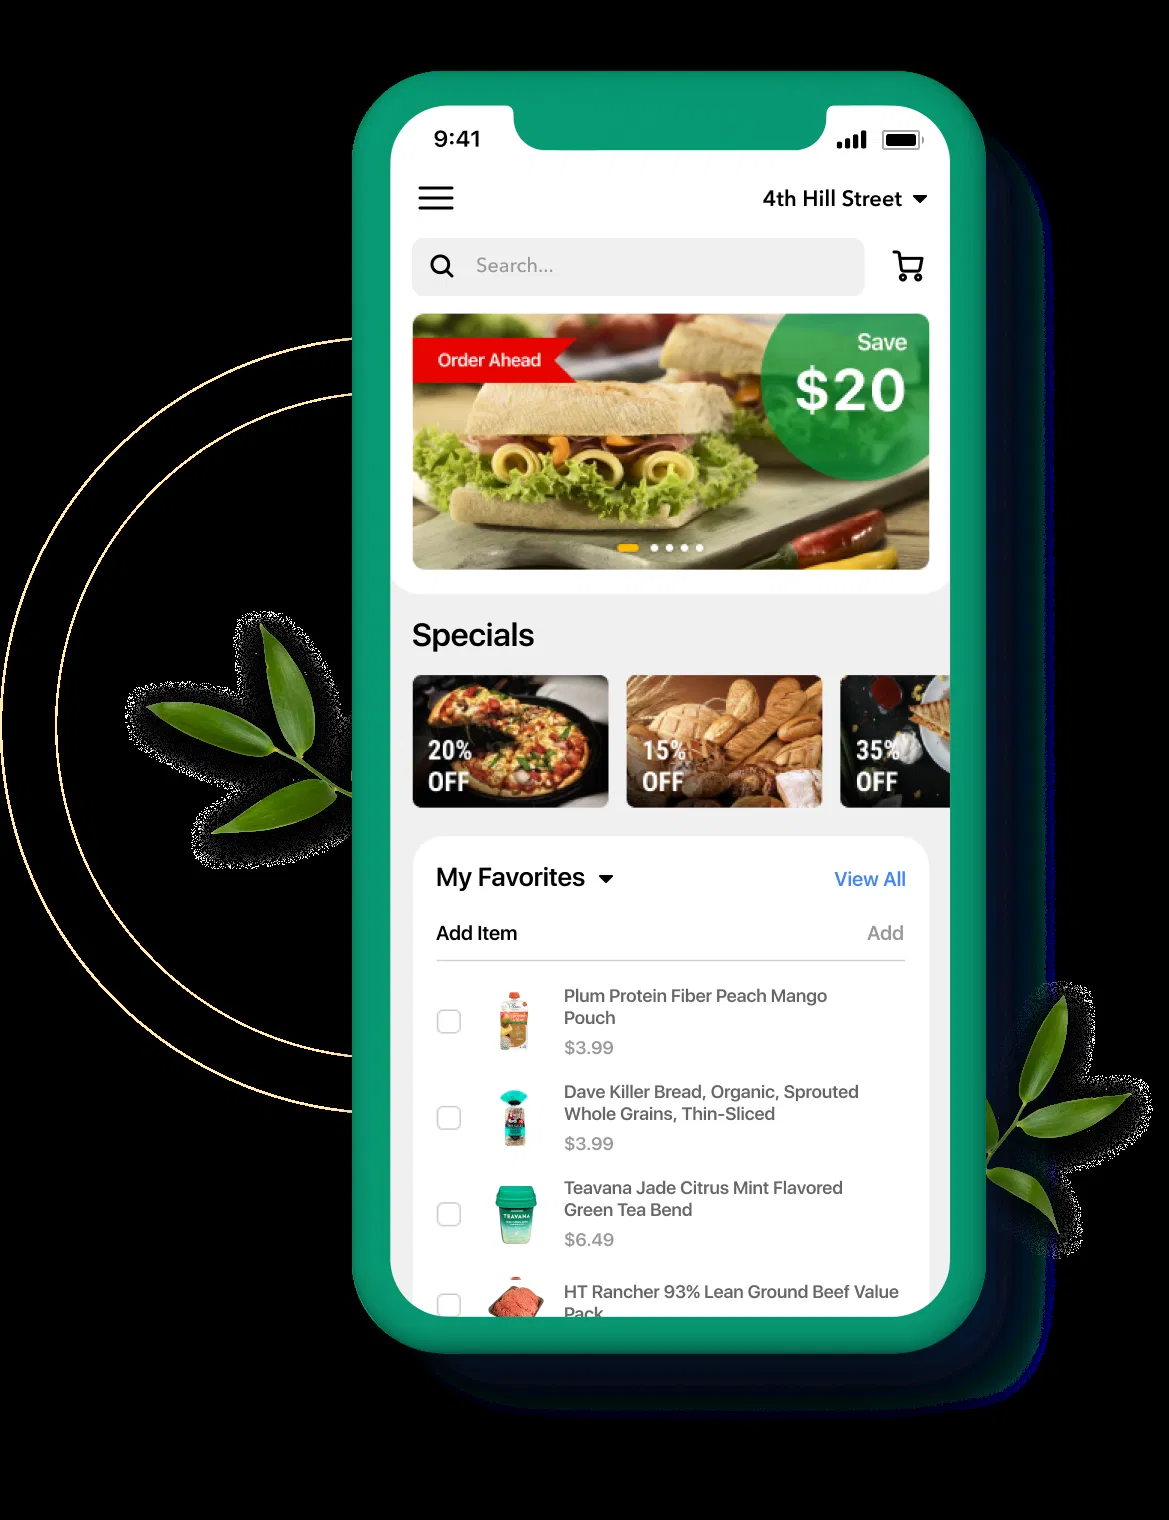 9:41
4th Hill Street
Search...
Order Ahead
Save
$20
Specials
20%
OFF
15%
OFF
35%
OFF
My Favorites
View All
Add Item
Add
Plum Protein Fiber Peach Mango
Pouch
$3.99
Dave Killer Bread, Organic, Sprouted
Whole Grains, Thin-Sliced
$3.99
TEAVANA
Teavana Jade Citrus Mint Flavored
Green Tea Bend
$6.49
HT Rancher 93% Lean Ground Beef Value
Pack